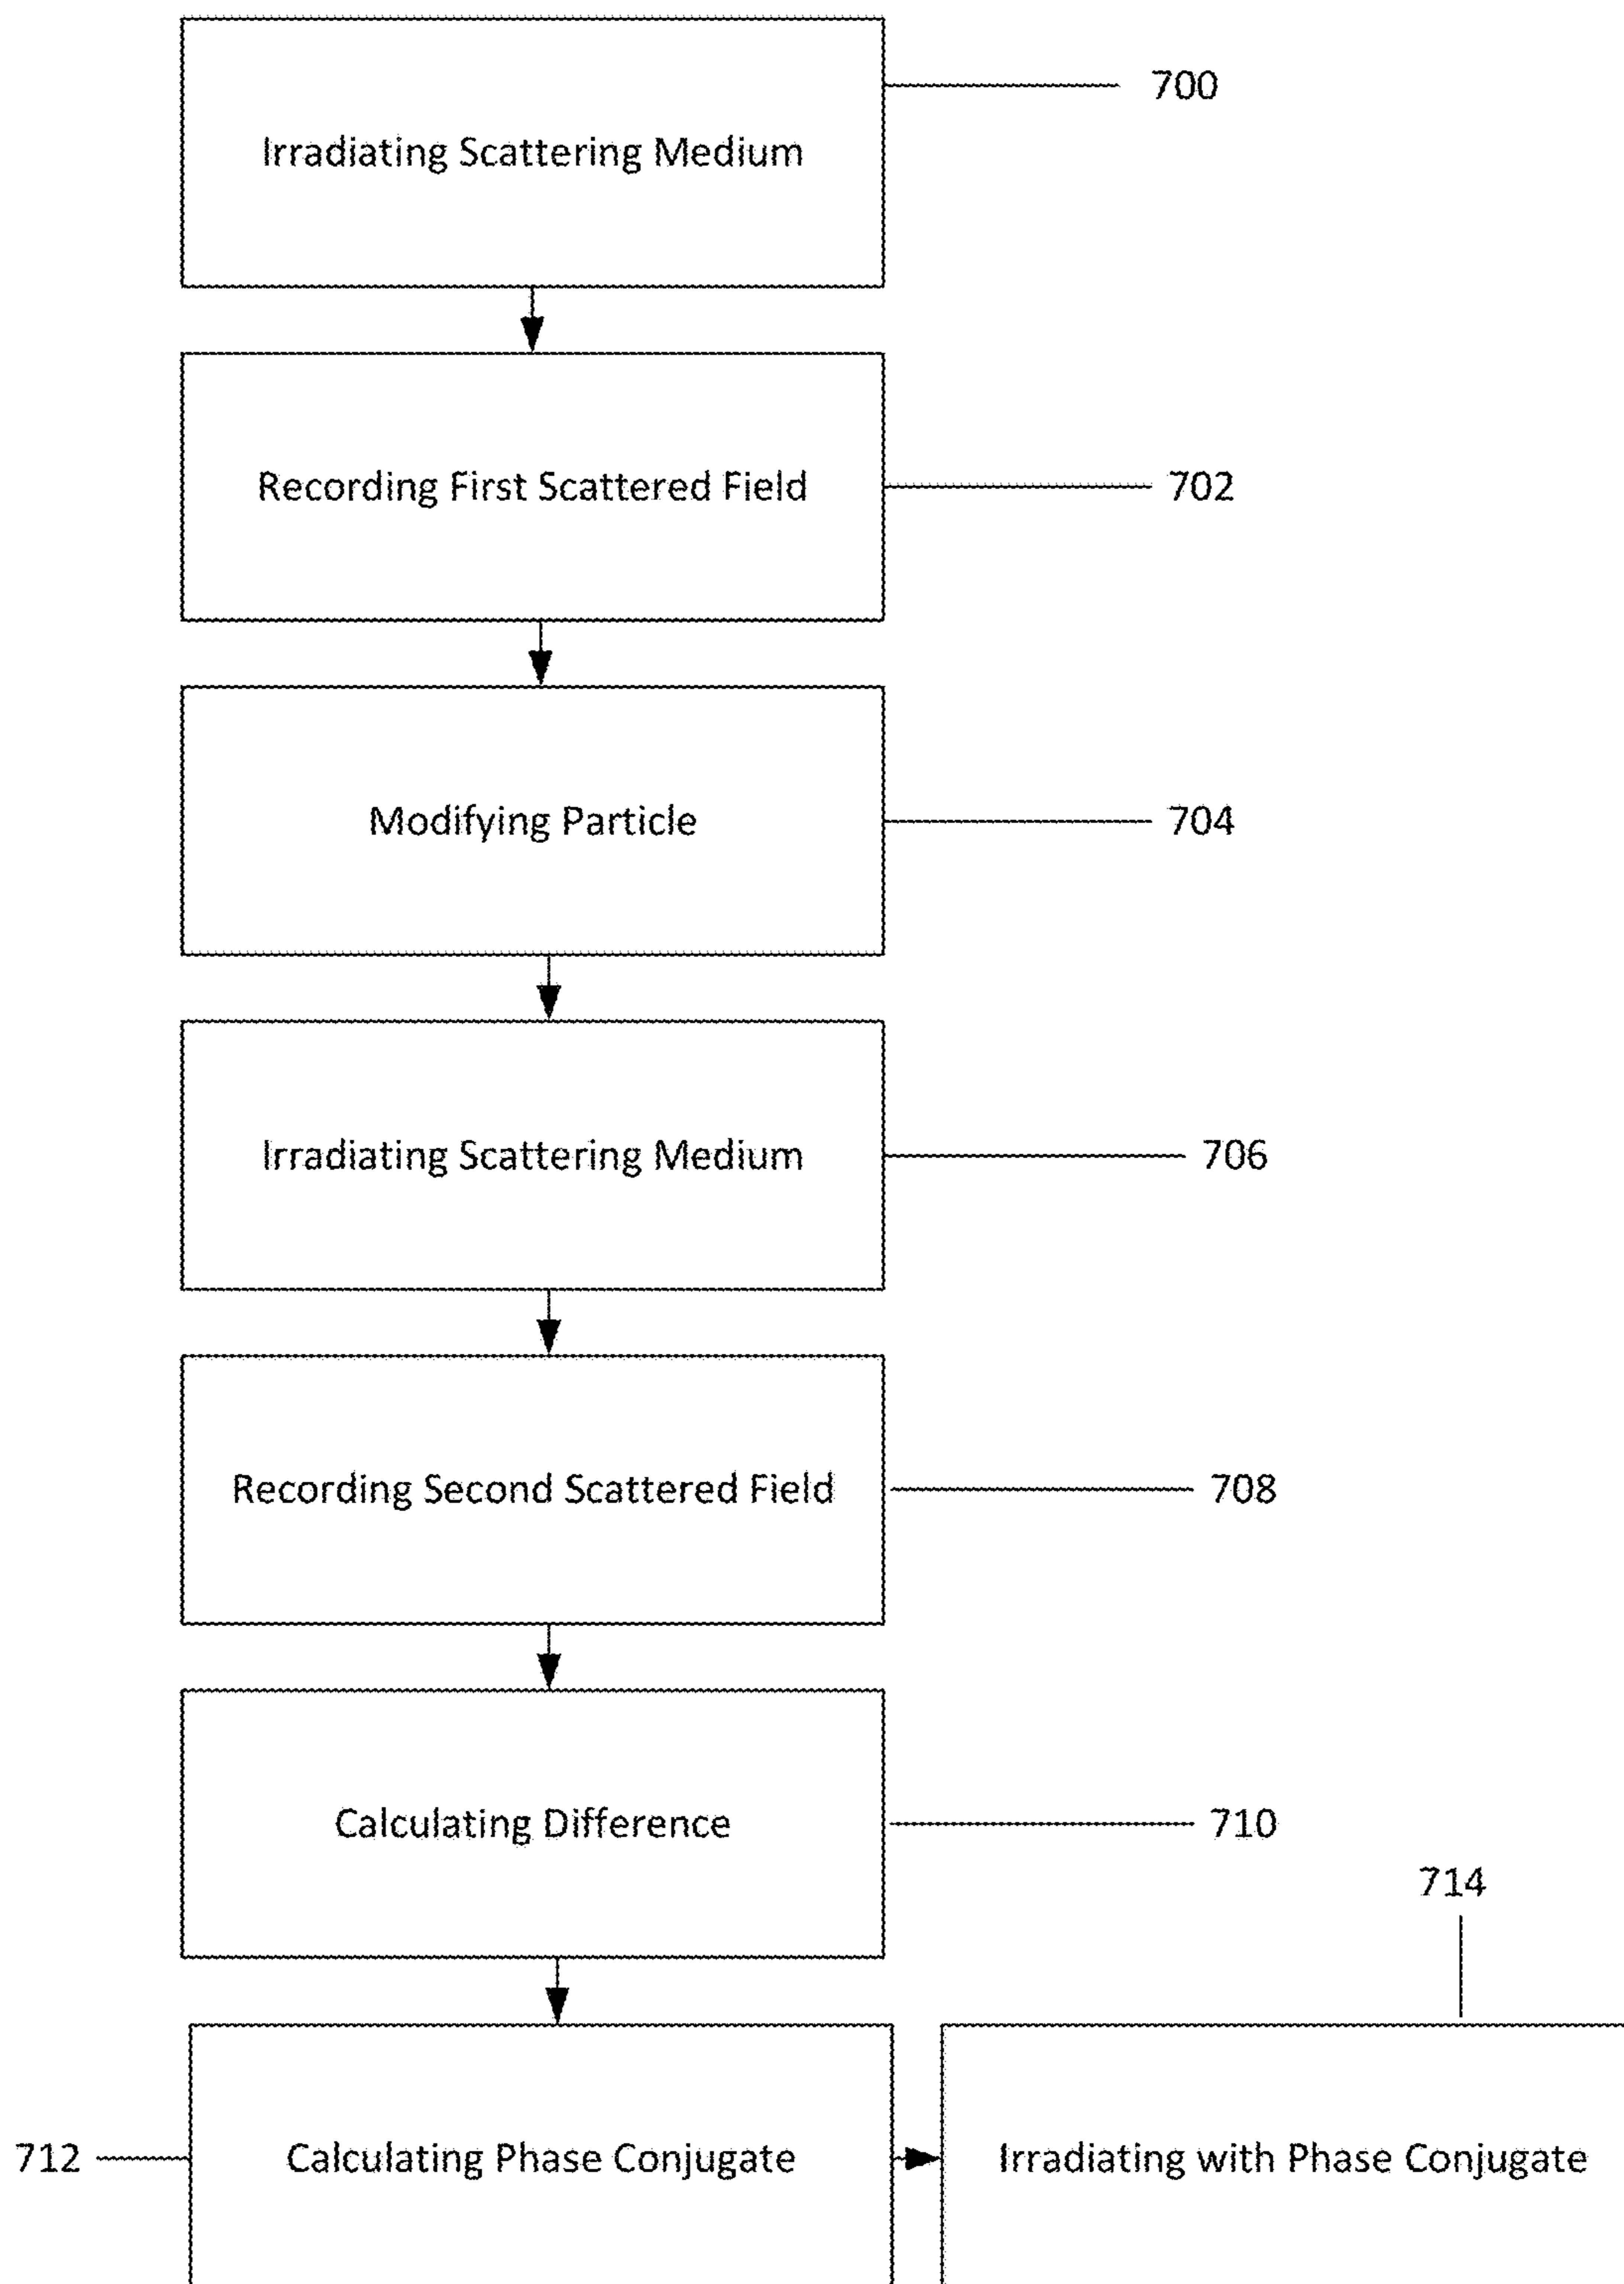 Irradiating Scattering Medium
700
Recording First Scattered Field
702
Modifying Particle
704
Irradiating Scattering Medium
706
Recording Second Scattered Field
708
Calculating Difference
710
714
712
Calculating Phase Conjugate
Irradiating with Phase Conjugate